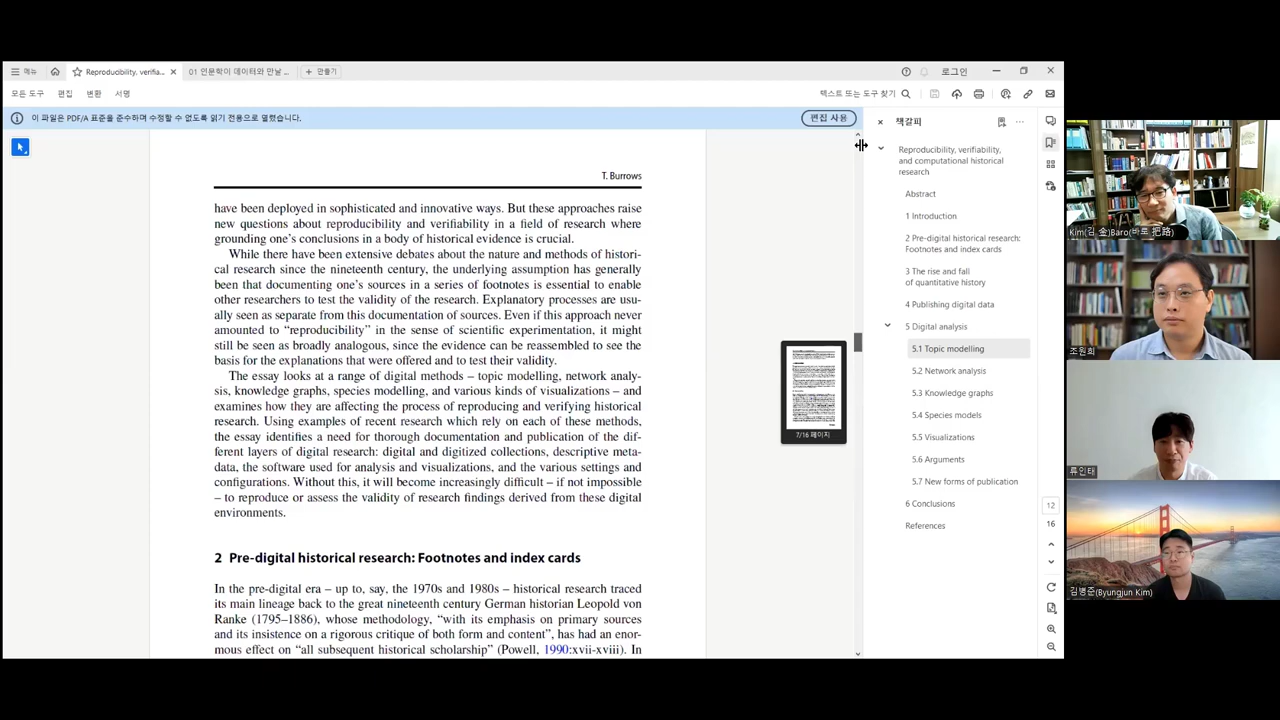 메뉴
Reproducibility, verifia...
01 인문학이 데이터와 만날 ...
+ 만들기
로그인
모든 도구 편집 변환 서명
텍스트 또는 도구 찾기
이 파일은 PDF/A 표준을 준수하며 수정할 수 없도록 읽기 전용으로 열렸습니다.
편집 사용
T. Burrows
have been deployed in sophisticated and innovative ways. But these approaches raise
new questions about reproducibility and verifiability in a field of research where
grounding one's conclusions in a body of historical evidence is crucial.
While there have been extensive debates about the nature and methods of histori-
cal research since the nineteenth century, the underlying assumption has generally
been that documenting one's sources in a series of footnotes is essential to enable
other researchers to test the validity of the research. Explanatory processes are usu-
ally seen as separate from this documentation of sources. Even if this approach never
amounted to “reproducibility” in the sense of scientific experimentation, it might
still be seen as broadly analogous, since the evidence can be reassembled to see the
basis for the explanations that were offered and to test their validity.
The essay looks at a range of digital methods – topic modelling, network analy-
sis, knowledge graphs, species modelling, and various kinds of visualizations – and
examines how they are affecting the process of reproducing and verifying historical
research. Using examples of recent research which rely on each of these methods,
the essay identifies a need for thorough documentation and publication of the dif-
ferent layers of digital research: digital and digitized collections, descriptive meta-
data, the software used for analysis and visualizations, and the various settings and
configurations. Without this, it will become increasingly difficult – if not impossible
– to reproduce or assess the validity of research findings derived from these digital
environments.
2 Pre-digital historical research: Footnotes and index cards
In the pre-digital era – up to, say, the 1970s and 1980s – historical research traced
its main lineage back to the great nineteenth century German historian Leopold von
Ranke (1795–1886), whose methodology, “with its emphasis on primary sources
and its insistence on a rigorous critique of both form and content”, has had an enor-
mous effect on “all subsequent historical scholarship” (Powell, 1990:xvii-xviii). In
7/16 페이지
책갈피
Reproducibility, verifiability,
and computational historical
research
Abstract
1 Introduction
2 Pre-digital historical research:
Footnotes and index cards
3 The rise and fall
of quantitative history
4 Publishing digital data
5 Digital analysis
5.1 Topic modelling
5.2 Network analysis
5.3 Knowledge graphs
5.4 Species models
5.5 Visualizations
5.6 Arguments
5.7 New forms of publication
6 Conclusions
References
12
16
Kim(김 金)Baro(바로 把路)
조원희
류인태
김병준(Byungjun Kim)